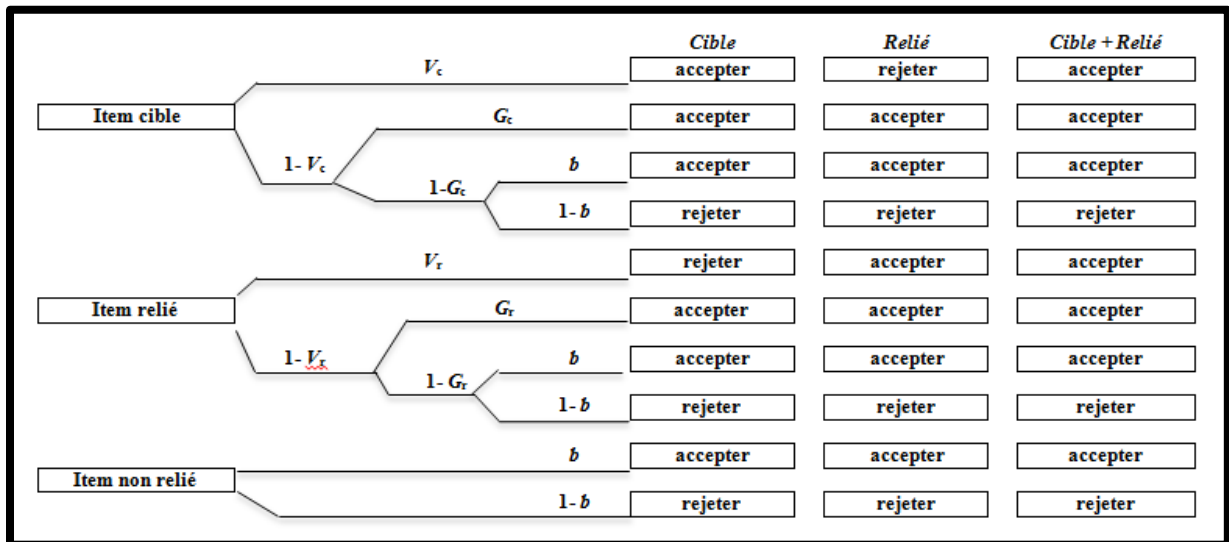 Cible Relié Cible + Relié
Vc accepter rejeter accepter
Item cible Gc accepter accepter accepter
1- Vc b accepter accepter accepter
1-Gc
1- b rejeter rejeter rejeter
Vr rejeter accepter accepter
Item relié Gr accepter accepter accepter
1- Vr b accepter accepter accepter
1- Gr
1- b rejeter rejeter rejeter
b accepter accepter accepter
Item non relié
1- b rejeter rejeter rejeter